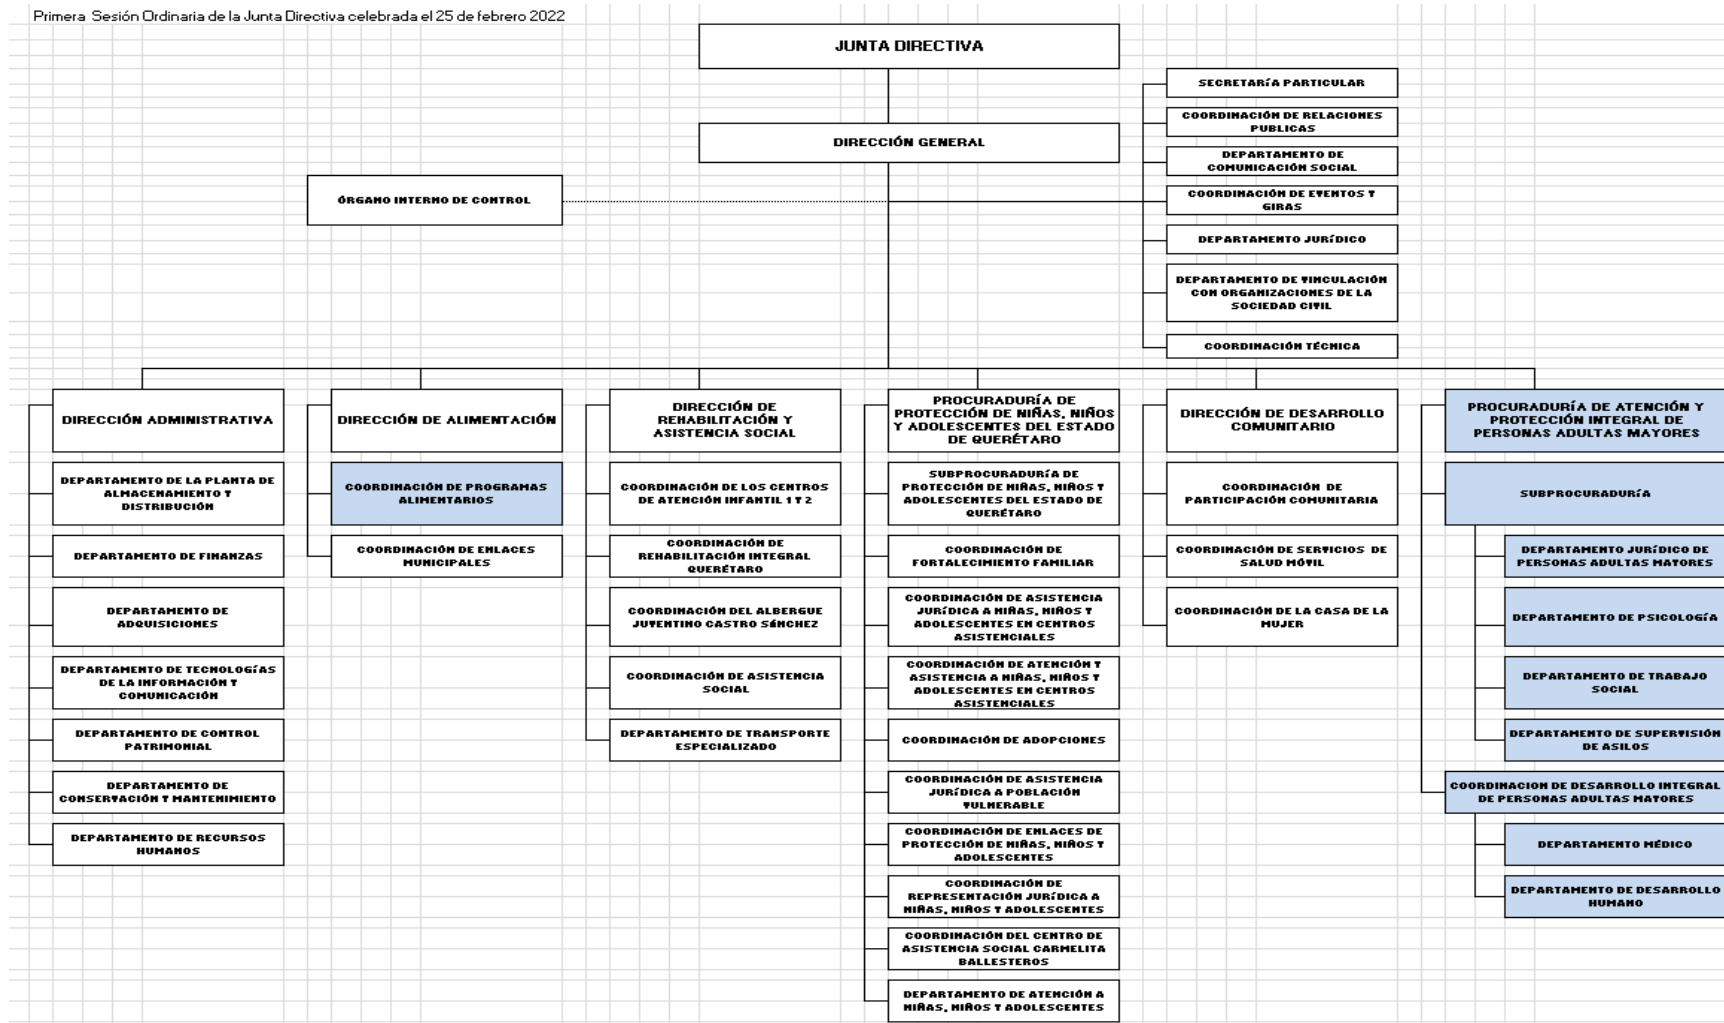 Primera Sesión Ordinaria de la Junta Directiva celebrada el 25 de febrero 2022
JUNTA DIRECTIVA
DIRECCIÓN GENERAL
ÓRGANO INTERNO DE CONTROL
SECRETARÍA PARTICULAR
COORDINACIÓN DE RELACIONES
PUBLICAS
DEPARTAMENTO DE
COMUNICACIÓN SOCIAL
COORDINACIÓN DE EVENTOS Y
GIRAS
DEPARTAMENTO JURÍDICO
DEPARTAMENTO DE VINCULACIÓN
CON ORGANIZACIONES DE LA
SOCIEDAD CIVIL
COORDINACIÓN TÉCNICA
DIRECCIÓN ADMINISTRATIVA
DEPARTAMENTO DE LA PLANTA DE
ALMACENAMIENTO Y
DISTRIBUCIÓN
DEPARTAMENTO DE FINANZAS
DEPARTAMENTO DE
ADQUISICIONES
DEPARTAMENTO DE TECNOLOGÍAS
DE LA INFORMACIÓN Y
COMUNICACIÓN
DEPARTAMENTO DE CONTROL
PATRIMONIAL
DEPARTAMENTO DE
CONSERVACIÓN Y MANTENIMIENTO
DEPARTAMENTO DE RECURSOS
HUMANOS
DIRECCIÓN DE ALIMENTACIÓN
COORDINACIÓN DE PROGRAMAS
ALIMENTARIOS
COORDINACIÓN DE ENLACES
MUNICIPALES
DIRECCIÓN DE
REHABILITACIÓN Y
ASISTENCIA SOCIAL
COORDINACIÓN DE LOS CENTROS
DE ATENCIÓN INFANTIL 1 Y 2
COORDINACIÓN DE
REHABILITACIÓN INTEGRAL
QUERÉTARO
COORDINACIÓN DEL ALBERGUE
JUVENTINO CASTRO SÁNCHEZ
COORDINACIÓN DE ASISTENCIA
SOCIAL
DEPARTAMENTO DE TRANSPORTE
ESPECIALIZADO
PROCURADURÍA DE
PROTECCIÓN DE NIÑAS, NIÑOS
Y ADOLESCENTES DEL ESTADO
DE QUERÉTARO
SUBPROCURADURÍA DE
PROTECCIÓN DE NIÑAS, NIÑOS Y
ADOLESCENTES DEL ESTADO DE
QUERÉTARO
COORDINACIÓN DE
FORTALECIMIENTO FAMILIAR
COORDINACIÓN DE ASISTENCIA
JURÍDICA A NIÑAS, NIÑOS Y
ADOLESCENTES EN CENTROS
ASISTENCIALES
COORDINACIÓN DE ATENCIÓN Y
ASISTENCIA A NIÑAS, NIÑOS Y
ADOLESCENTES EN CENTROS
ASISTENCIALES
COORDINACIÓN DE ADOPCIONES
COORDINACIÓN DE ASISTENCIA
JURÍDICA A POBLACIÓN
VULNERABLE
COORDINACIÓN DE ENLACES DE
PROTECCIÓN DE NIÑAS, NIÑOS Y
ADOLESCENTES
COORDINACIÓN DE
REPRESENTACIÓN JURÍDICA A
NIÑAS, NIÑOS Y ADOLESCENTES
COORDINACIÓN DEL CENTRO DE
ASISTENCIA SOCIAL CARMELITA
BALLESTEROS
DEPARTAMENTO DE ATENCIÓN A
NIÑAS, NIÑOS Y ADOLESCENTES
DIRECCIÓN DE DESARROLLO
COMUNITARIO
COORDINACIÓN DE
PARTICIPACIÓN COMUNITARIA
COORDINACIÓN DE SERVICIOS DE
SALUD MÓVIL
COORDINACIÓN DE LA CASA DE LA
MUJER
PROCURADURÍA DE ATENCIÓN Y
PROTECCIÓN INTEGRAL DE
PERSONAS ADULTAS MAYORES
SUBPROCURADURÍA
DEPARTAMENTO JURÍDICO DE
PERSONAS ADULTAS MAYORES
DEPARTAMENTO DE PSICOLOGÍA
DEPARTAMENTO DE TRABAJO
SOCIAL
DEPARTAMENTO DE SUPERVISIÓN
DE ASILOS
COORDINACION DE DESARROLLO INTEGRAL
DE PERSONAS ADULTAS MAYORES
DEPARTAMENTO MÉDICO
DEPARTAMENTO DE DESARROLLO
HUMANO